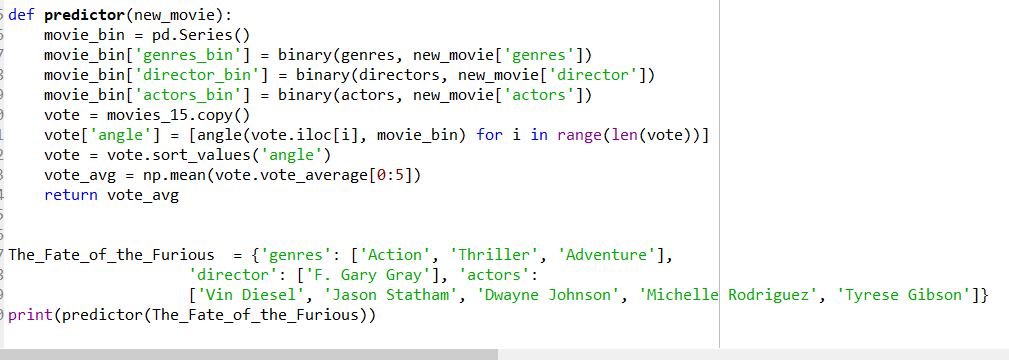 def predictor(new_movie):
    movie_bin = pd.Series()
    movie_bin['genres_bin'] = binary(genres, new_movie['genres'])
    movie_bin['director_bin'] = binary(directors, new_movie['director'])
    movie_bin['actors_bin'] = binary(actors, new_movie['actors'])
    vote = movies_15.copy()
    vote['angle'] = [angle(vote.iloc[i], movie_bin) for i in range(len(vote))]
    vote = vote.sort_values('angle')
    vote_avg = np.mean(vote.vote_average[0:5])
    return vote_avg
The_Fate_of_the_Furious  = {'genres': ['Action', 'Thriller', 'Adventure'],
                    'director': ['F. Gary Gray'], 'actors':
                    ['Vin Diesel', 'Jason Statham', 'Dwayne Johnson', 'Michelle Rodriguez', 'Tyrese Gibson']}
print(predictor(The_Fate_of_the_Furious))